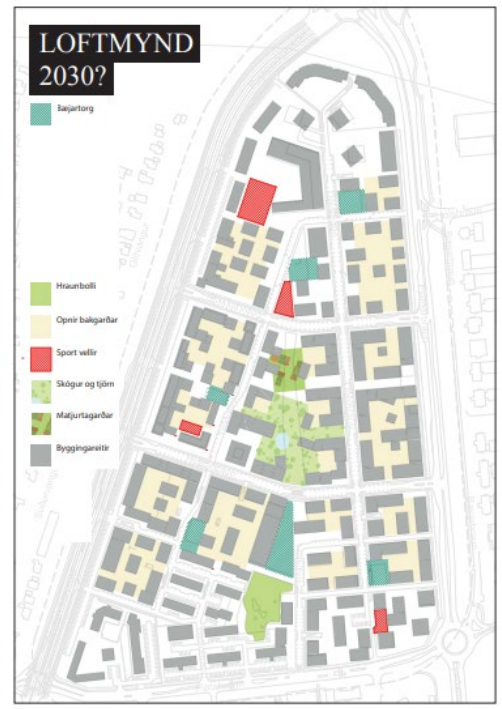 LOFTMYND
2030?
Bæjartorg
Hraunbolli
Opnir bakgarðar
Sport vellir
Skógur og tjörn
Matjurtagarðar
Byggingareitir